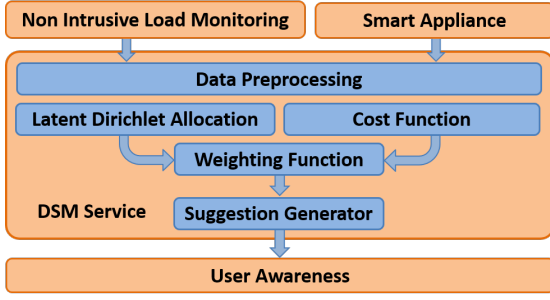 Non Intrusive Load Monitoring
Smart Appliance
Data Preprocessing
Latent Dirichlet Allocation
Cost Function
Weighting Function
DSM Service
Suggestion Generator
User Awareness